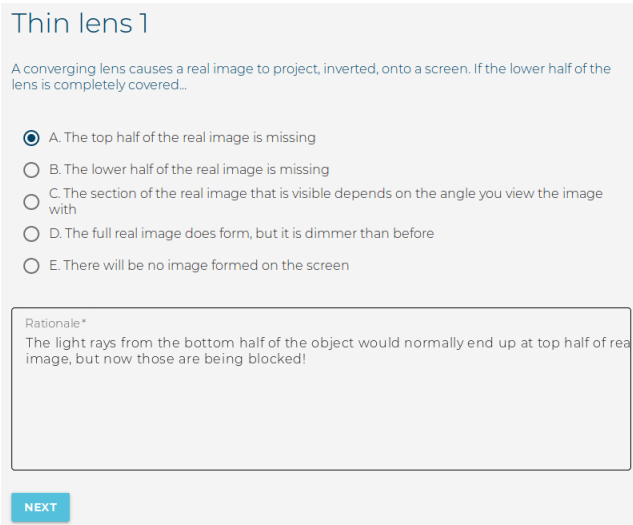 Thin lens 1
A converging lens causes a real image to project, inverted, onto a screen. If the lower half of the
lens is completely covered...
A. The top half of the real image is missing
B. The lower half of the real image is missing
C. The section of the real image that is visible depends on the angle you view the image
with
D. The full real image does form, but it is dimmer than before
E. There will be no image formed on the screen
Rationale*
The light rays from the bottom half of the object would normally end up at top half of rea
image, but now those are being blocked!
NEXT